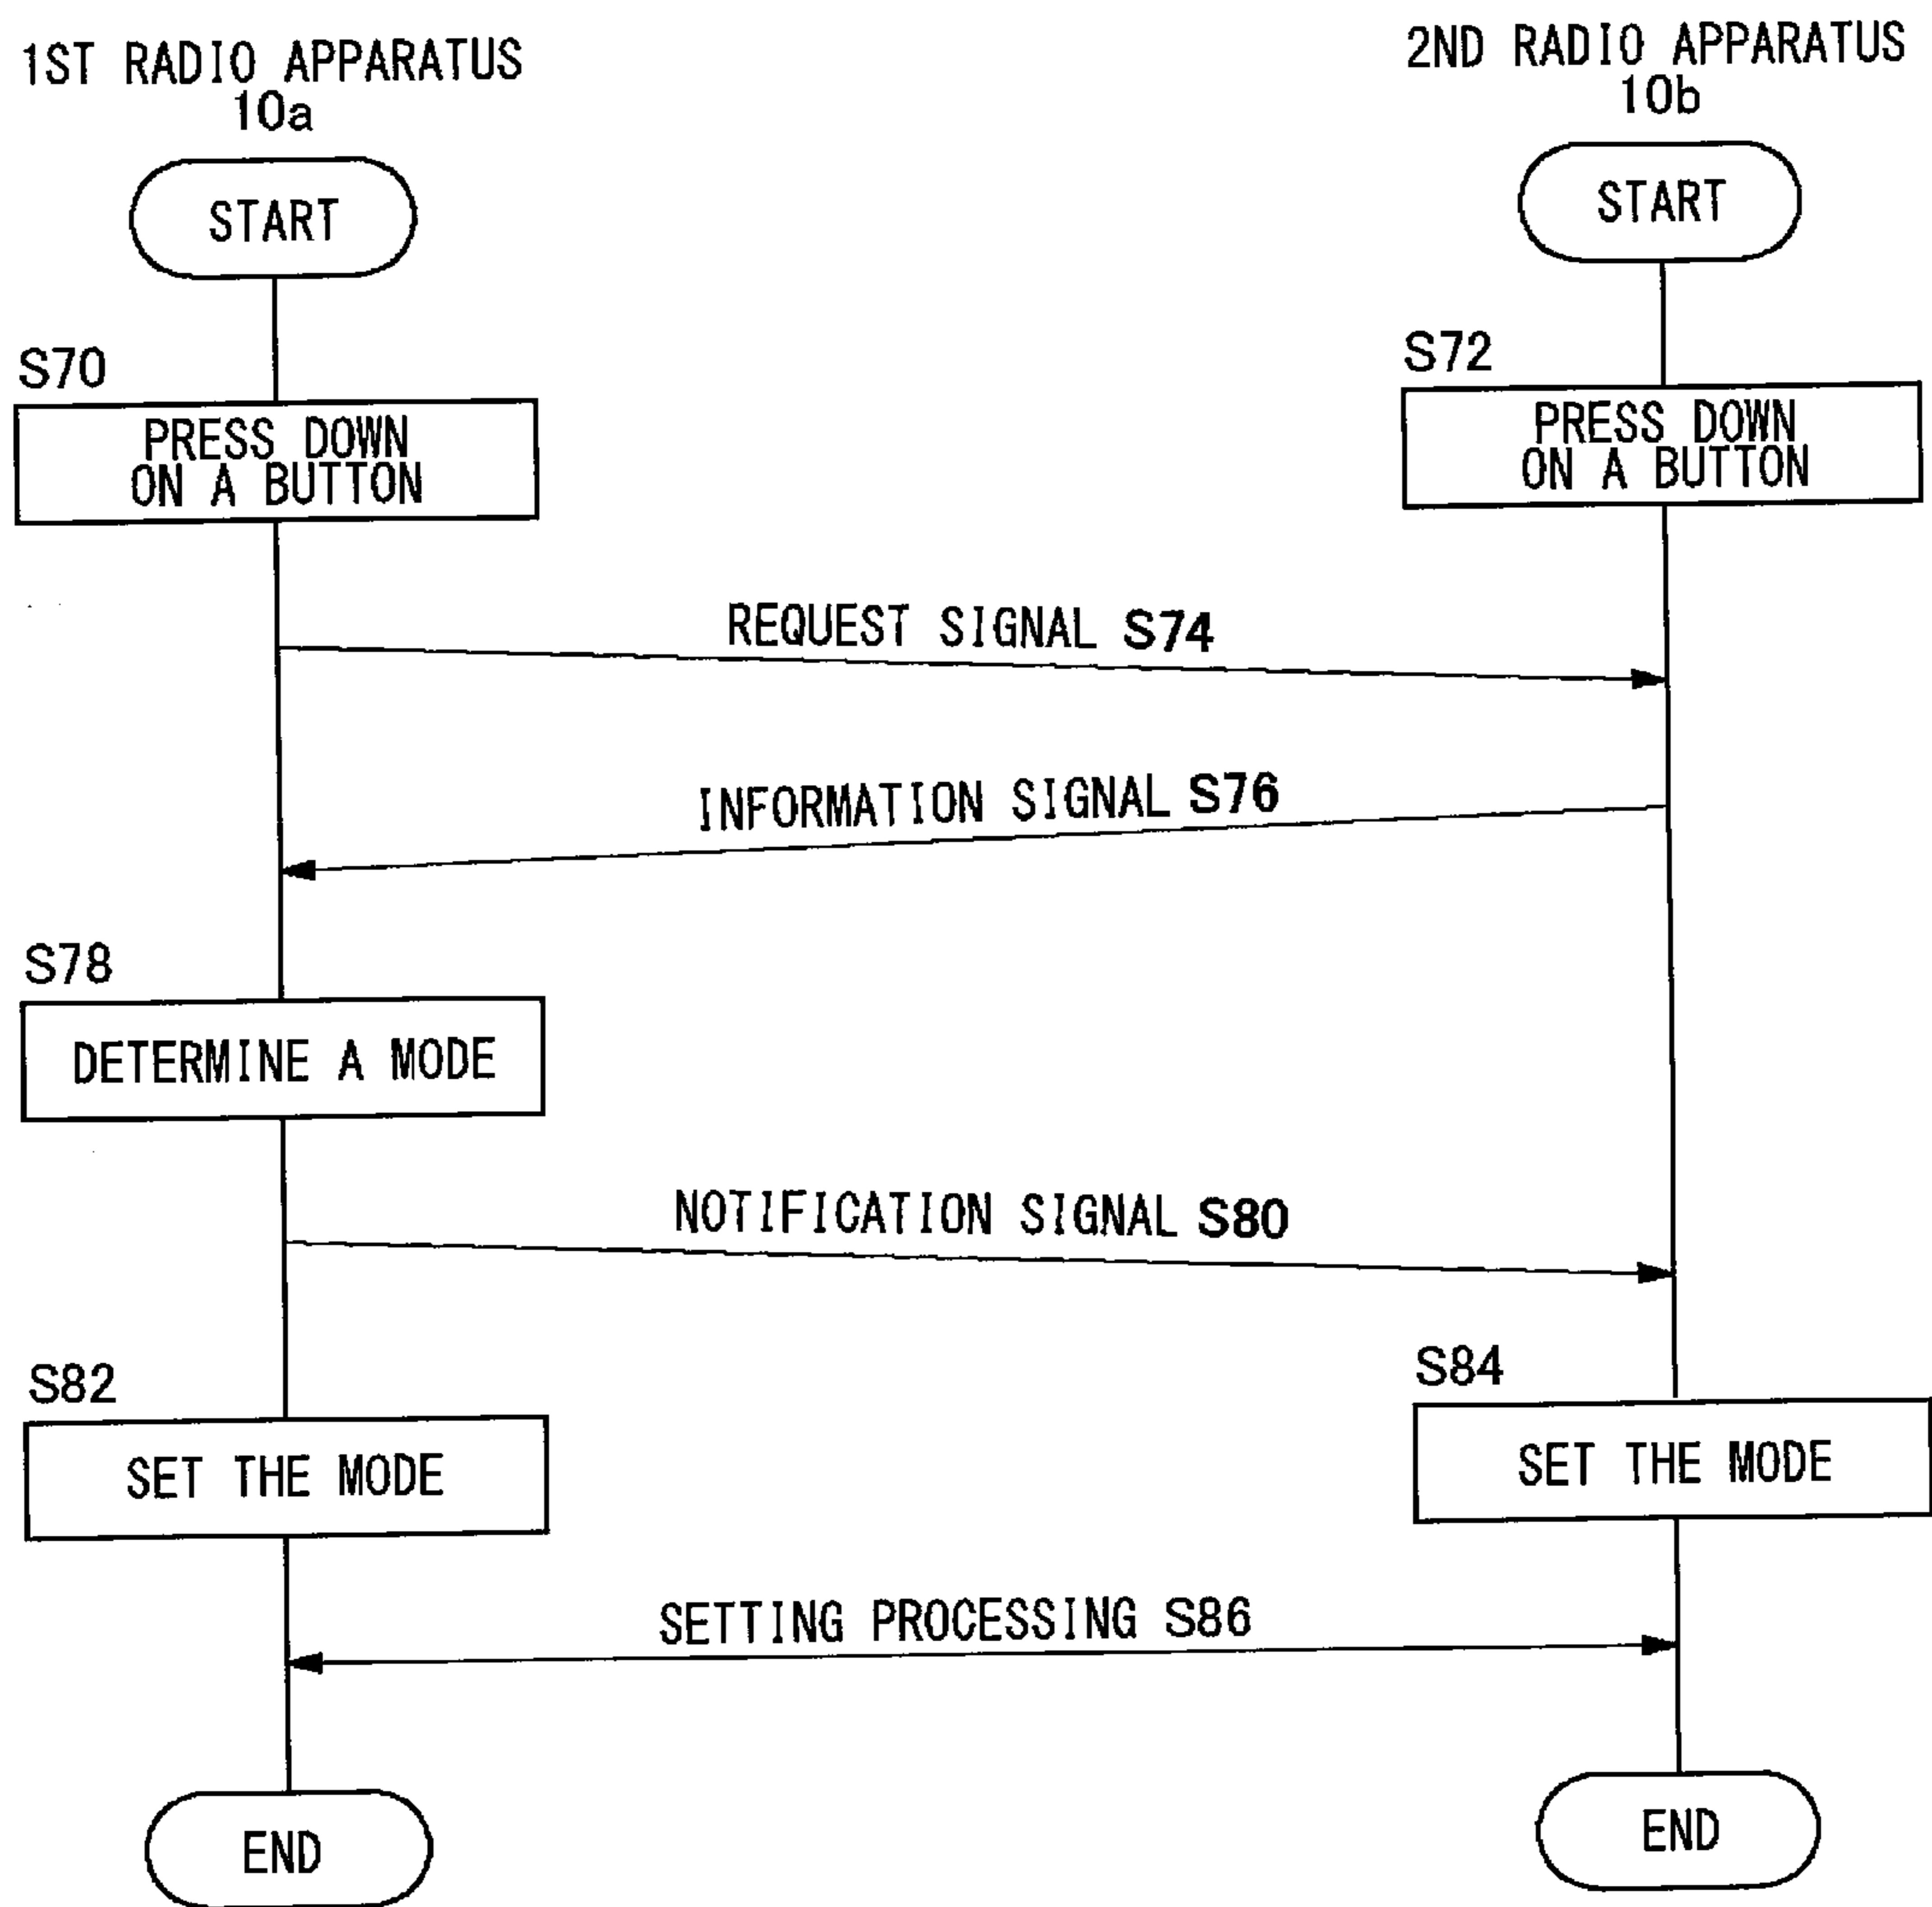 1ST RADIO APPARATUS
10a
2ND RADIO APPARATUS
10b
START
START
S70
PRESS DOWN
ON A BUTTON
S72
PRESS DOWN
ON A BUTTON
REQUEST SIGNAL S74
INFORMATION SIGNAL S76
S78
DETERMINE A MODE
NOTIFICATION SIGNAL S80
S82
SET THE MODE
S84
SET THE MODE
SETTING PROCESSING S86
END
END